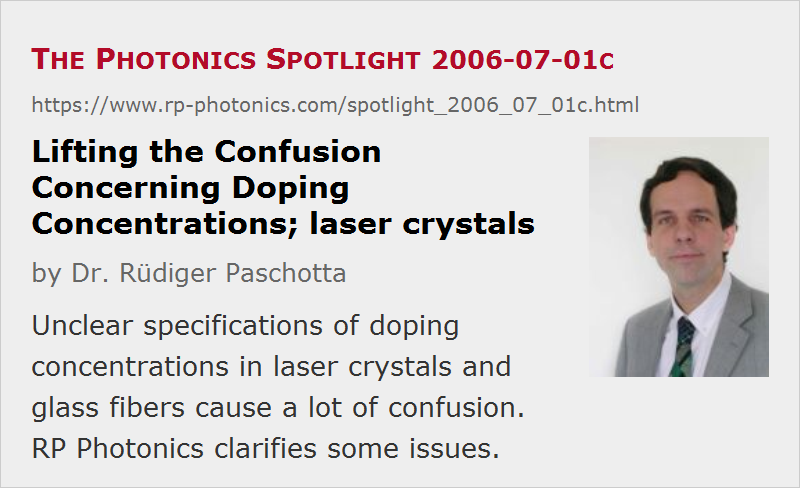 The Photonics Spotlight 2006-07-01c
https://www.rp-photonics.com/spotlight_2006_07_01c.html
Lifting the Confusion
Concerning Doping
Concentrations; laser crystals
by Dr. Rüdiger Paschotta
Unclear specifications of doping
concentrations in laser crystals and
glass fibers cause a lot of confusion.
RP Photonics clarifies some issues.